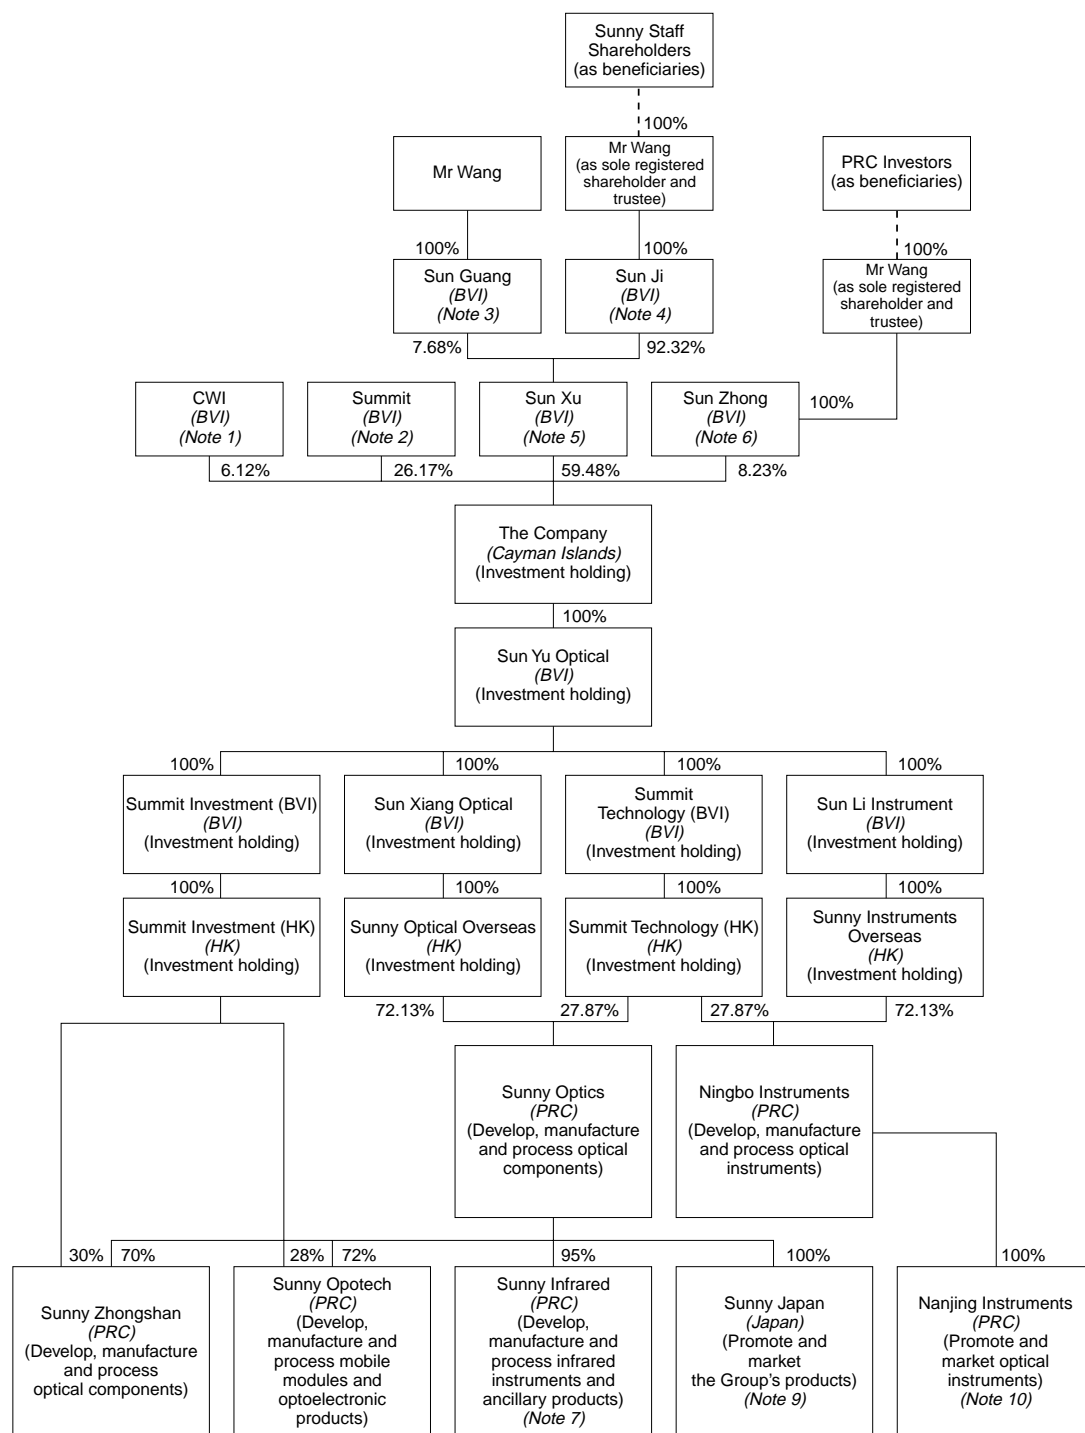 Sunny Staff
Shareholders
(as beneficiaries)
100%
Mr Wang
Mr Wang
(as sole registered
shareholder and
trustee)
PRC Investors
(as beneficiaries)
100%
100%
100%
Sun Guang
(BVI)
(Note 3)
Sun Ji
(BVI)
(Note 4)
Mr Wang
(as sole registered
shareholder and
trustee)
7.68%
92.32%
CWI
(BVI)
(Note 1)
Summit
(BVI)
(Note 2)
Sun Xu
(BVI)
(Note 5)
Sun Zhong
(BVI)
(Note 6)
100%
6.12%
26.17%
59.48%
8.23%
The Company
(Cayman Islands)
(Investment holding)
100%
Sun Yu Optical
(BVI)
(Investment holding)
100%
100%
100%
100%
Summit Investment (BVI)
(BVI)
(Investment holding)
Sun Xiang Optical
(BVI)
(Investment holding)
Summit
Technology (BVI)
(BVI)
(Investment holding)
Sun Li Instrument
(BVI)
(Investment holding)
100%
100%
100%
100%
Summit Investment (HK)
(HK)
(Investment holding)
Sunny Optical Overseas
(HK)
(Investment holding)
Summit Technology (HK)
(HK)
(Investment holding)
Sunny Instruments
Overseas
(HK)
(Investment holding)
72.13%
27.87%
27.87%
72.13%
Sunny Optics
(PRC)
(Develop, manufacture
and process optical
components)
Ningbo Instruments
(PRC)
(Develop, manufacture
and process optical
instruments)
30%
70%
28%
72%
95%
100%
100%
Sunny Zhongshan
(PRC)
(Develop, manufacture
and process
optical components)
Sunny Opotech
(PRC)
(Develop,
manufacture and
process mobile
modules and
optoelectronic
products)
Sunny Infrared
(PRC)
(Develop,
manufacture and
process infrared
instruments and
ancillary products)
(Note 7)
Sunny Japan
(Japan)
(Promote and
market
the Group's products)
(Note 9)
Nanjing Instruments
(PRC)
(Promote and
market optical
instruments)
(Note 10)